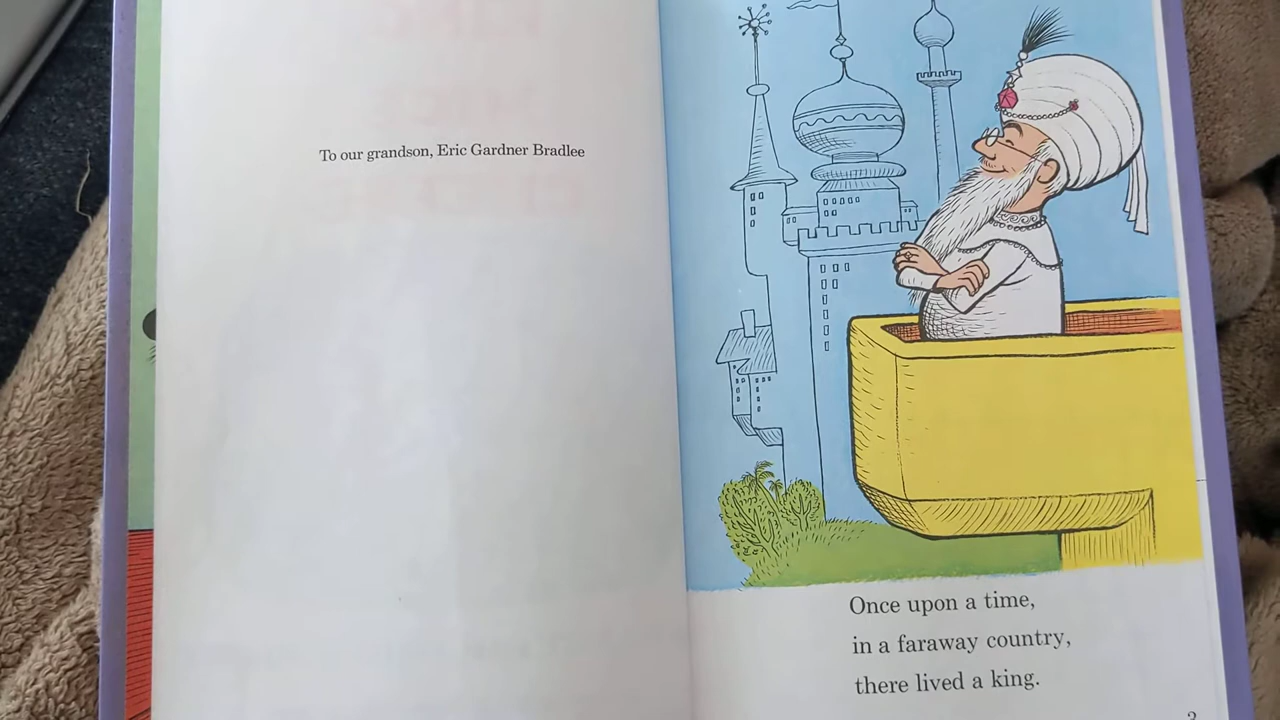 To our grandson, Eric Gardner Bradlee
Once upon a time,
in a faraway country,
there lived a king.